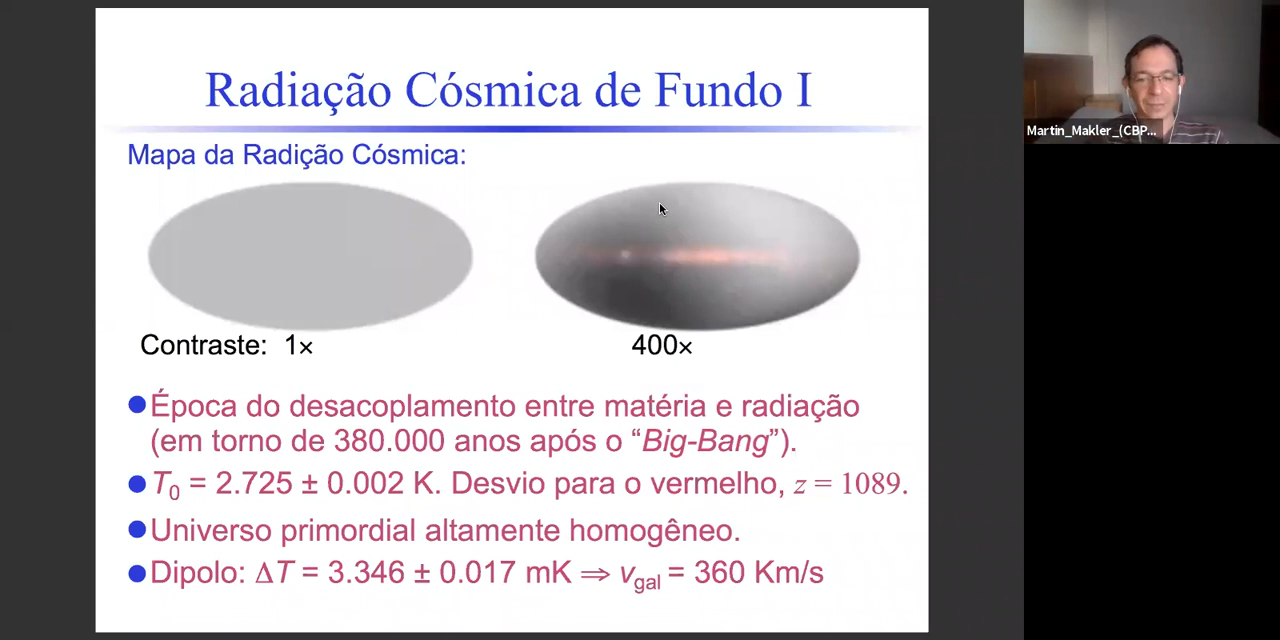 Radiação Cósmica de Fundo I
Mapa da Radição Cósmica:
Contraste: 1×
400×
Época do desacoplamento entre matéria e radiação
(em torno de 380.000 anos após o “Big-Bang”).
T0 = 2.725 ± 0.002 K. Desvio para o vermelho, z = 1089.
Universo primordial altamente homogêneo.
Dipolo: ΔT = 3.346 ± 0.017 mK ⇒ vgal = 360 Km/s
Martin_Makler_(CBP...